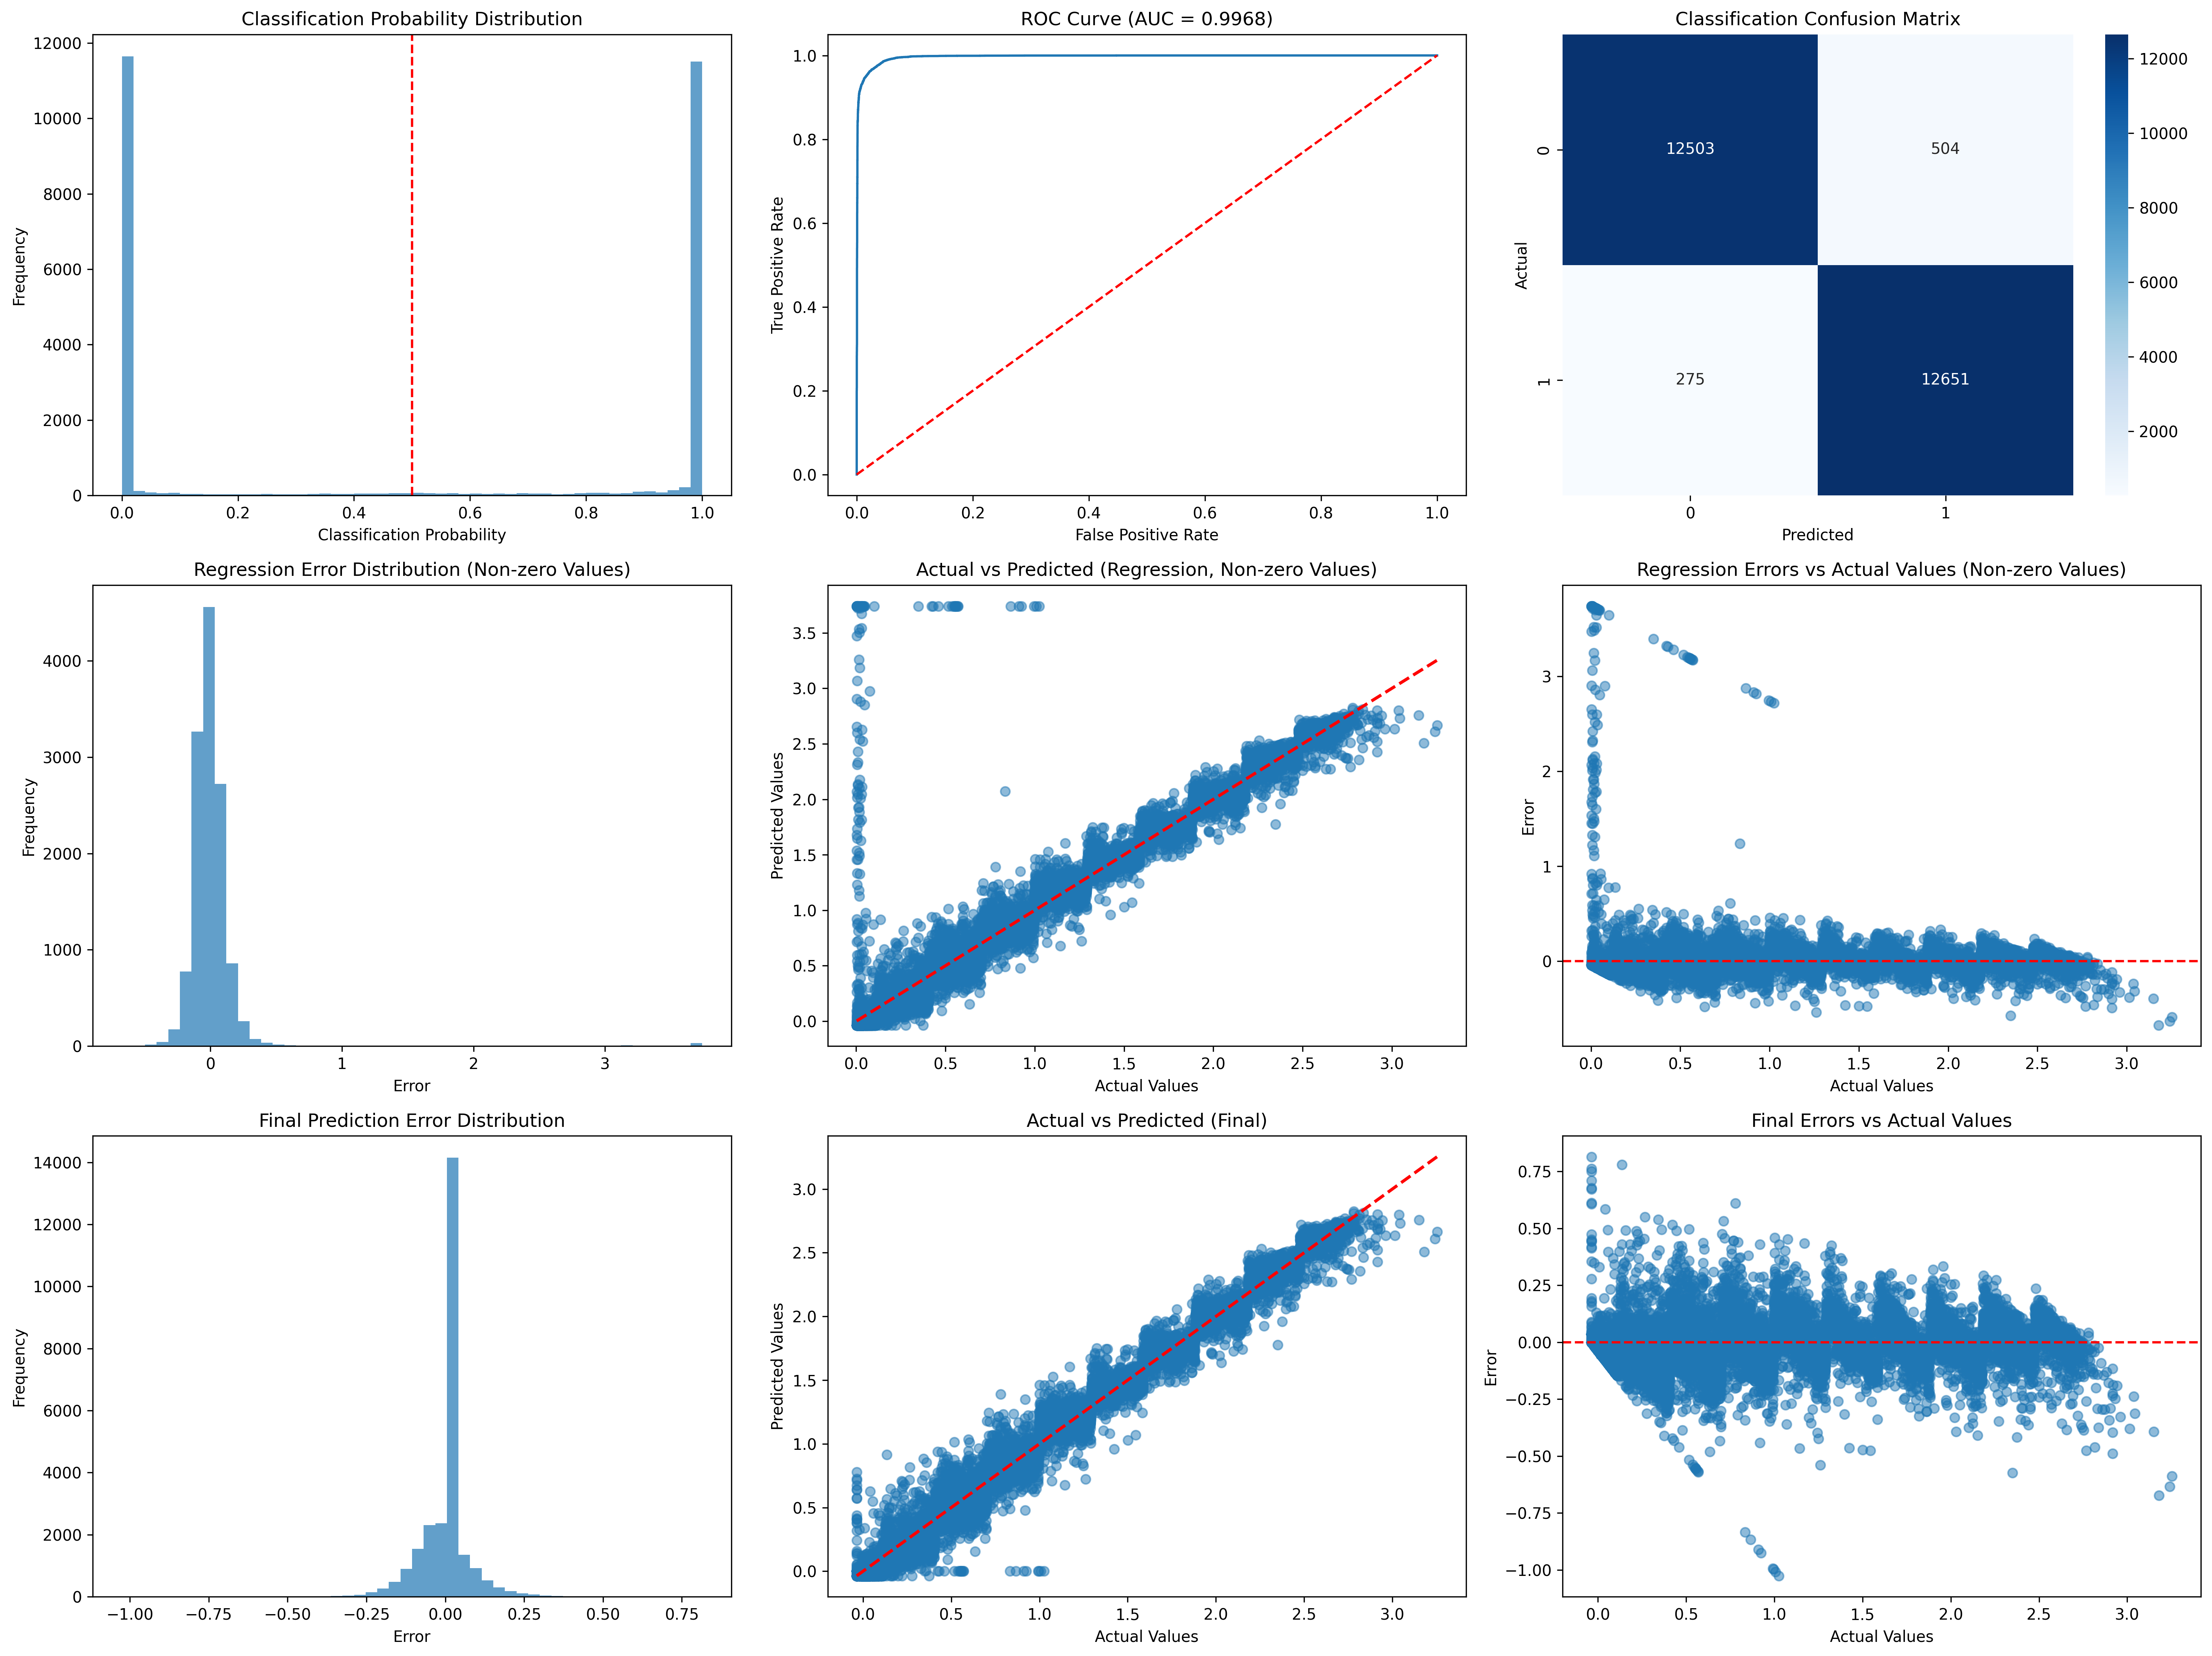 Classification Probability Distribution
12000
10000
8000
6000
4000
2000
0
Frequency
0.0 0.2 0.4 0.6 0.8 1.0
Classification Probability
ROC Curve (AUC = 0.9968)
1.0
0.8
0.6
0.4
0.2
0.0
True Positive Rate
0.0 0.2 0.4 0.6 0.8 1.0
False Positive Rate
Classification Confusion Matrix
0
1
Actual
12503 504
275 12651
0 1
Predicted
12000
10000
8000
6000
4000
2000
Regression Error Distribution (Non-zero Values)
4000
3000
2000
1000
0
Frequency
0 1 2 3
Error
Actual vs Predicted (Regression, Non-zero Values)
3.5
3.0
2.5
2.0
1.5
1.0
0.5
0.0
Predicted Values
0.0 0.5 1.0 1.5 2.0 2.5 3.0
Actual Values
Regression Errors vs Actual Values (Non-zero Values)
3
2
1
0
Error
0.0 0.5 1.0 1.5 2.0 2.5 3.0
Actual Values
Final Prediction Error Distribution
14000
12000
10000
8000
6000
4000
2000
0
Frequency
−1.00 −0.75 −0.50 −0.25 0.00 0.25 0.50 0.75
Error
Actual vs Predicted (Final)
3.0
2.5
2.0
1.5
1.0
0.5
0.0
Predicted Values
0.0 0.5 1.0 1.5 2.0 2.5 3.0
Actual Values
Final Errors vs Actual Values
0.75
0.50
0.25
0.00
−0.25
−0.50
−0.75
−1.00
Error
0.0 0.5 1.0 1.5 2.0 2.5 3.0
Actual Values